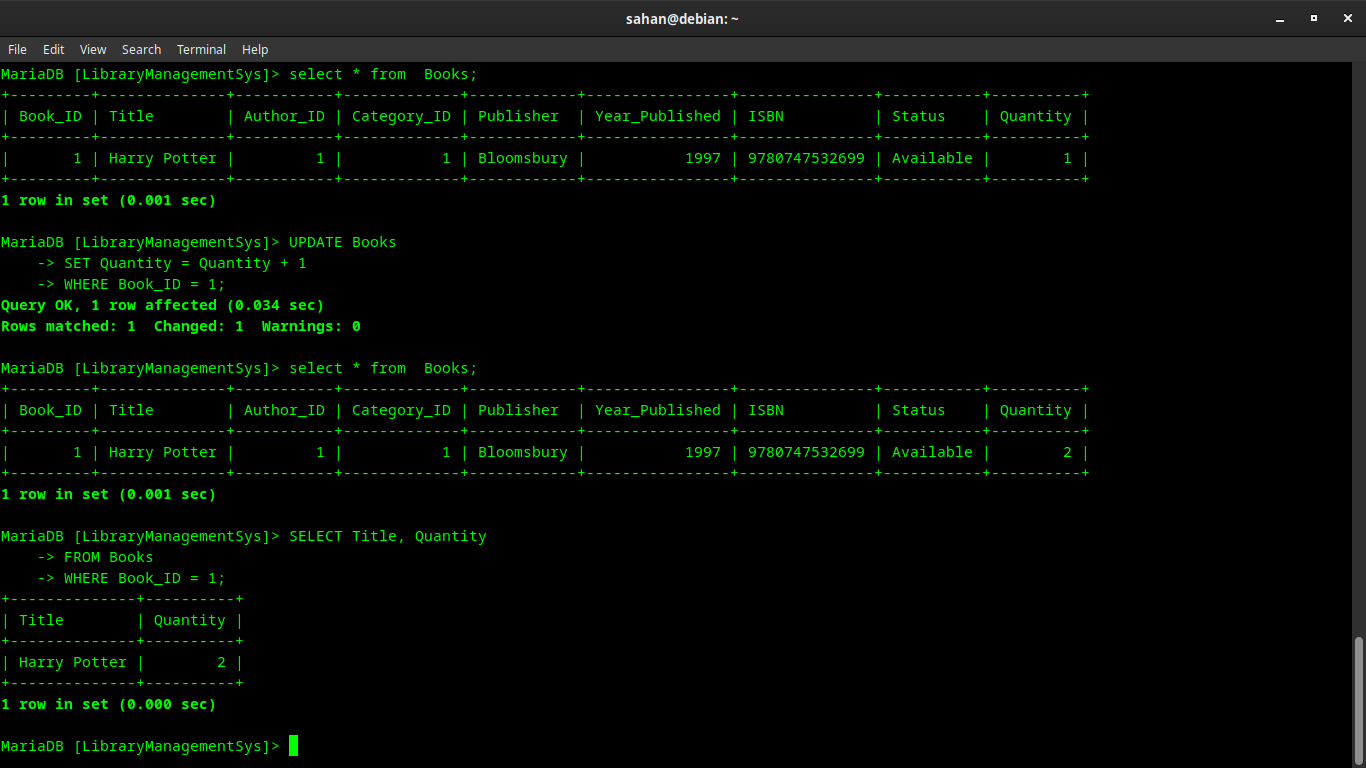 sahan@debian: ~
File Edit View Search Terminal Help
MariaDB [LibraryManagementSys]> select * from  Books;
+---------+--------------+-----------+-------------+------------+----------------+---------------+-----------+----------+
| Book_ID | Title        | Author_ID | Category_ID | Publisher  | Year_Published | ISBN          | Status    | Quantity |
+---------+--------------+-----------+-------------+------------+----------------+---------------+-----------+----------+
|       1 | Harry Potter |         1 |           1 | Bloomsbury |           1997 | 9780747532699 | Available |        1 |
+---------+--------------+-----------+-------------+------------+----------------+---------------+-----------+----------+
1 row in set (0.001 sec)
MariaDB [LibraryManagementSys]> UPDATE Books
    -> SET Quantity = Quantity + 1
    -> WHERE Book_ID = 1;
Query OK, 1 row affected (0.034 sec)
Rows matched: 1  Changed: 1  Warnings: 0
MariaDB [LibraryManagementSys]> select * from  Books;
+---------+--------------+-----------+-------------+------------+----------------+---------------+-----------+----------+
| Book_ID | Title        | Author_ID | Category_ID | Publisher  | Year_Published | ISBN          | Status    | Quantity |
+---------+--------------+-----------+-------------+------------+----------------+---------------+-----------+----------+
|       1 | Harry Potter |         1 |           1 | Bloomsbury |           1997 | 9780747532699 | Available |        2 |
+---------+--------------+-----------+-------------+------------+----------------+---------------+-----------+----------+
1 row in set (0.001 sec)
MariaDB [LibraryManagementSys]> SELECT Title, Quantity
    -> FROM Books
    -> WHERE Book_ID = 1;
+--------------+----------+
| Title        | Quantity |
+--------------+----------+
| Harry Potter |        2 |
+--------------+----------+
1 row in set (0.000 sec)
MariaDB [LibraryManagementSys]>